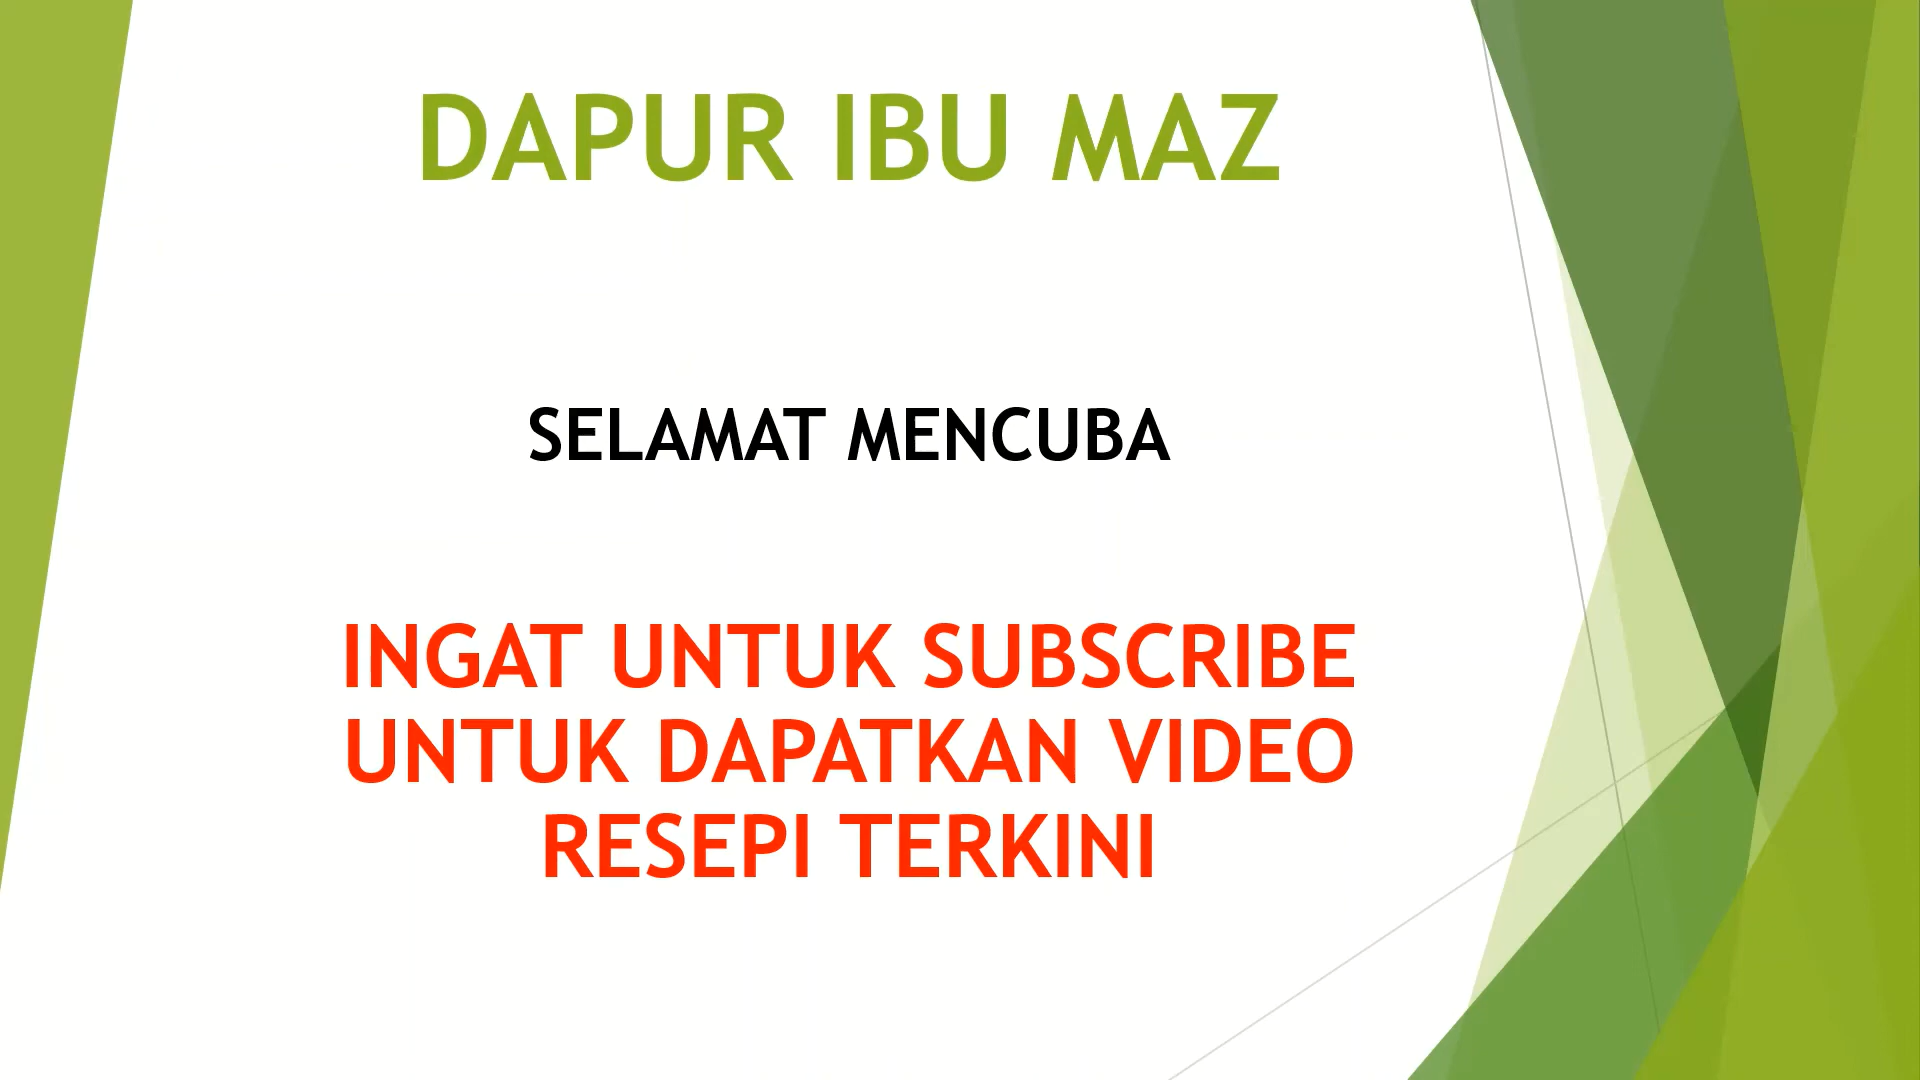 DAPUR IBU MAZ
SELAMAT MENCUBA
INGAT UNTUK SUBSCRIBE
UNTUK DAPATKAN VIDEO
RESEPI TERKINI